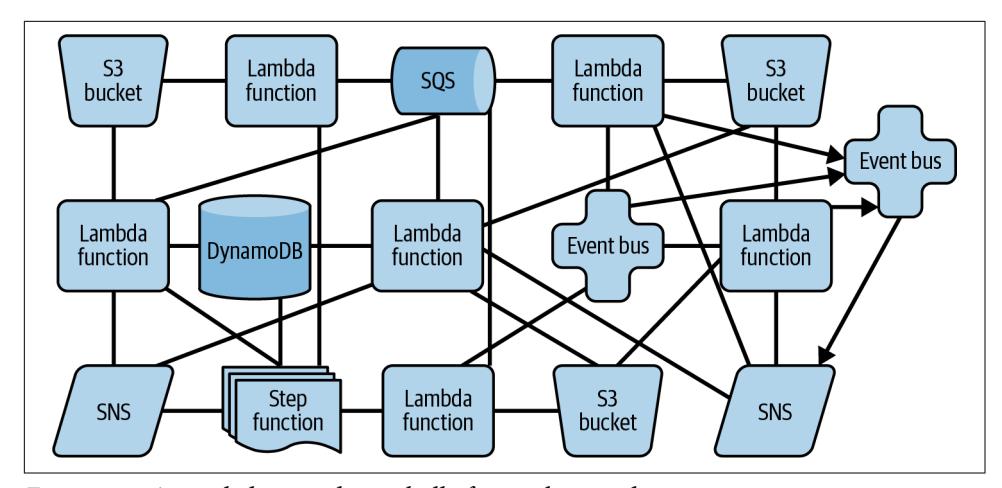 S3
bucket
Lambda
function
SQS
Lambda
function
S3
bucket
Event bus
Lambda
function
DynamoDB
Lambda
function
Event bus
Lambda
function
SNS
Step
function
Lambda
function
S3
bucket
SNS